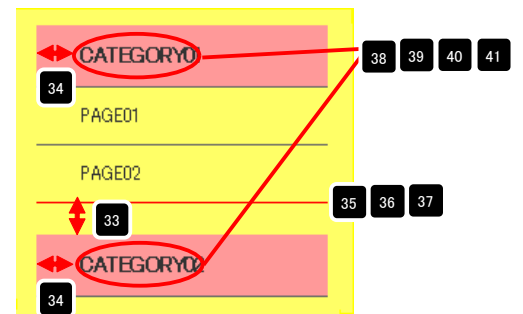 CATEGORY01
38 39 40 41
34
PAGE01
PAGE02
35 36 37
33
CATEGORY02
34